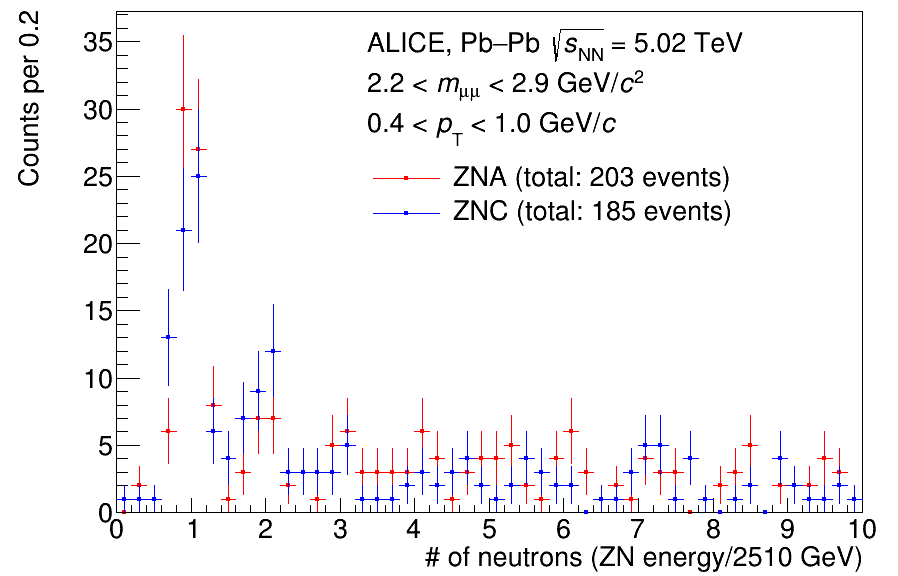 Counts per 0.2
35
30
25
20
15
10
5
0
ALICE, Pb–Pb √sNN = 5.02 TeV
2.2 < mμμ < 2.9 GeV/c²
0.4 < pT < 1.0 GeV/c
ZNA (total: 203 events)
ZNC (total: 185 events)
0 1 2 3 4 5 6 7 8 9 10
# of neutrons (ZN energy/2510 GeV)